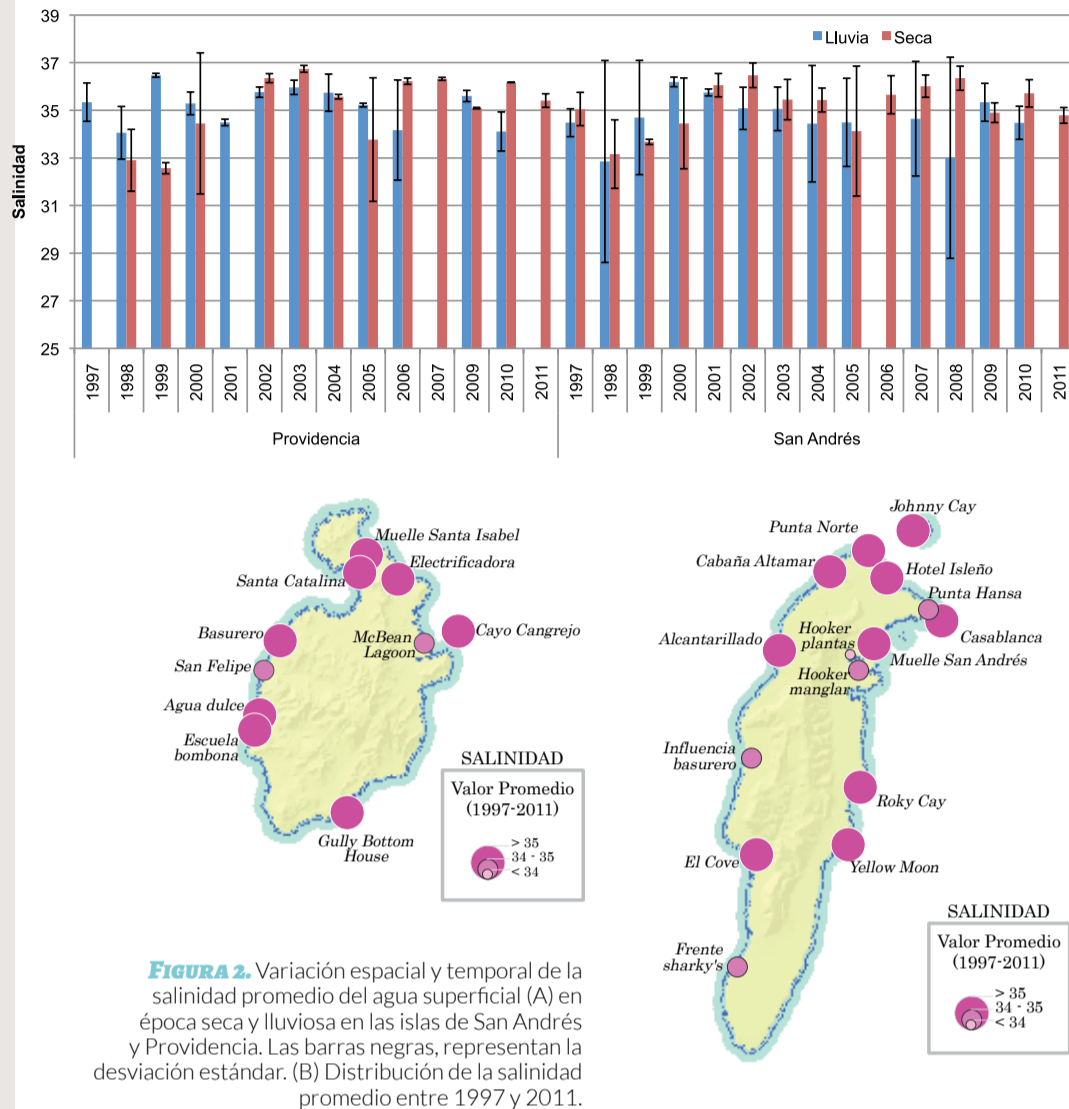 39
37
35
33
31
29
27
25
Salinidad
Lluvia Seca
1997 1998 1999 2000 2001 2002 2003 2004 2005 2006 2007 2009 2010 2011 1997 1998 1999 2000 2001 2002 2003 2004 2005 2006 2007 2008 2009 2010 2011
Providencia San Andrés
Muelle Santa Isabel
Electrificadora
Santa Catalina
Basurero
McBean
Lagoon
Cayo Cangrejo
San Felipe
Agua dulce
Escuela
bombona
Gully Bottom
House
SALINIDAD
Valor Promedio
(1997-2011)
> 35
34 - 35
< 34
Johnny Cay
Punta Norte
Cabaña Altamar
Hotel Isleño
Punta Hansa
Casablanca
Alcantarillado
Hooker
plantas
Muelle San Andrés
Hooker
manglar
Influencia
basurero
Roky Cay
El Cove
Yellow Moon
Frente
sharky's
SALINIDAD
Valor Promedio
(1997-2011)
> 35
34 - 35
< 34
FIGURA 2. Variación espacial y temporal de la
salinidad promedio del agua superficial (A) en
época seca y lluviosa en las islas de San Andrés
y Providencia. Las barras negras, representan la
desviación estándar. (B) Distribución de la salinidad
promedio entre 1997 y 2011.